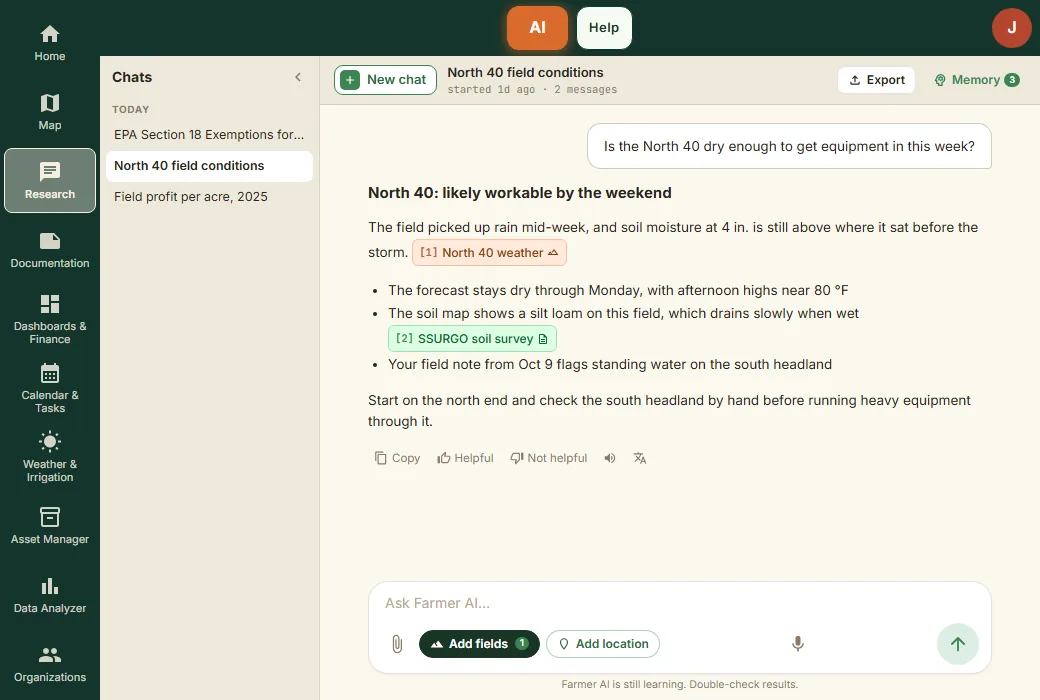 AI
Help
J
Home
Map
Research
Documentation
Dashboards &
Finance
Calendar &
Tasks
Weather &
Irrigation
Asset Manager
Data Analyzer
Organizations
Chats
TODAY
EPA Section 18 Exemptions for...
North 40 field conditions
Field profit per acre, 2025
New chat
North 40 field conditions
started 1d ago · 2 messages
Export
Memory 3
Is the North 40 dry enough to get equipment in this week?
North 40: likely workable by the weekend
The field picked up rain mid-week, and soil moisture at 4 in. is still above where it sat before the
storm. [1] North 40 weather
• The forecast stays dry through Monday, with afternoon highs near 80 °F
• The soil map shows a silt loam on this field, which drains slowly when wet
[2] SSURGO soil survey
• Your field note from Oct 9 flags standing water on the south headland
Start on the north end and check the south headland by hand before running heavy equipment
through it.
Copy
Helpful
Not helpful
Ask Farmer AI...
Add fields 1
Add location
Farmer AI is still learning. Double-check results.